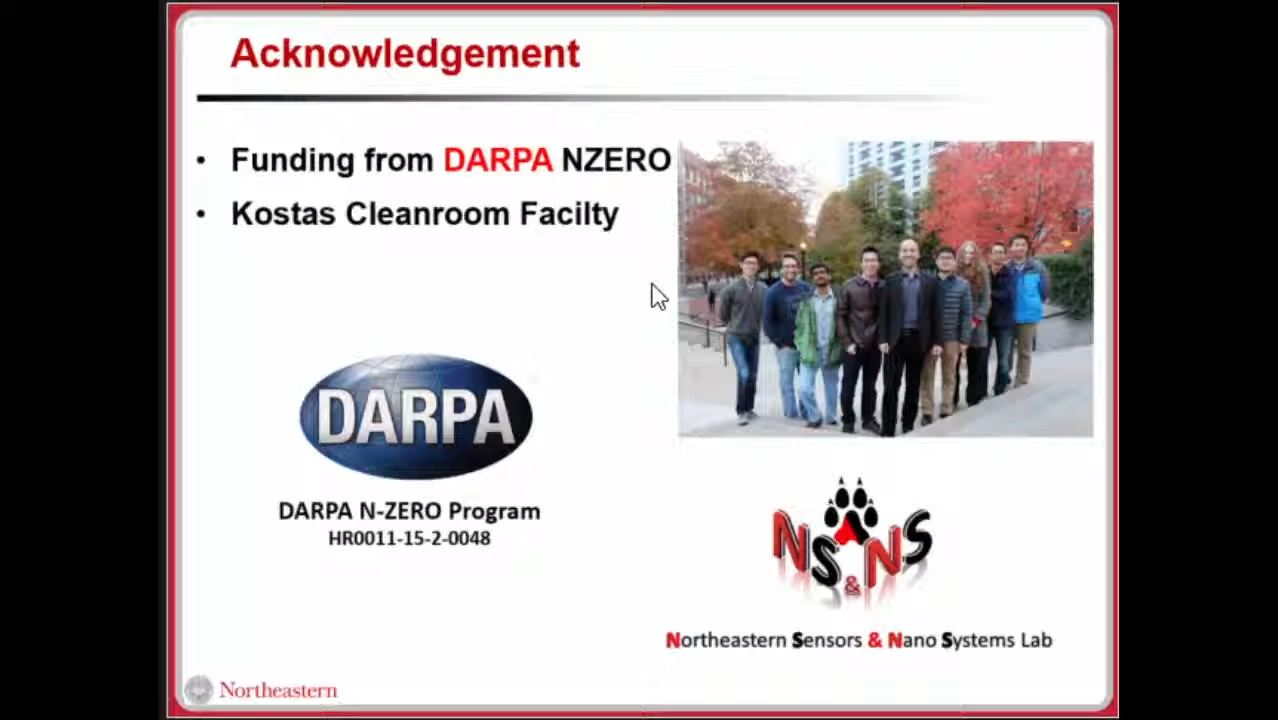 Acknowledgement
• Funding from DARPA NZERO
• Kostas Cleanroom Facilty
DARPA
DARPA N-ZERO Program
HR0011-15-2-0048
NS&NS
Northeastern Sensors & Nano Systems Lab
Northeastern